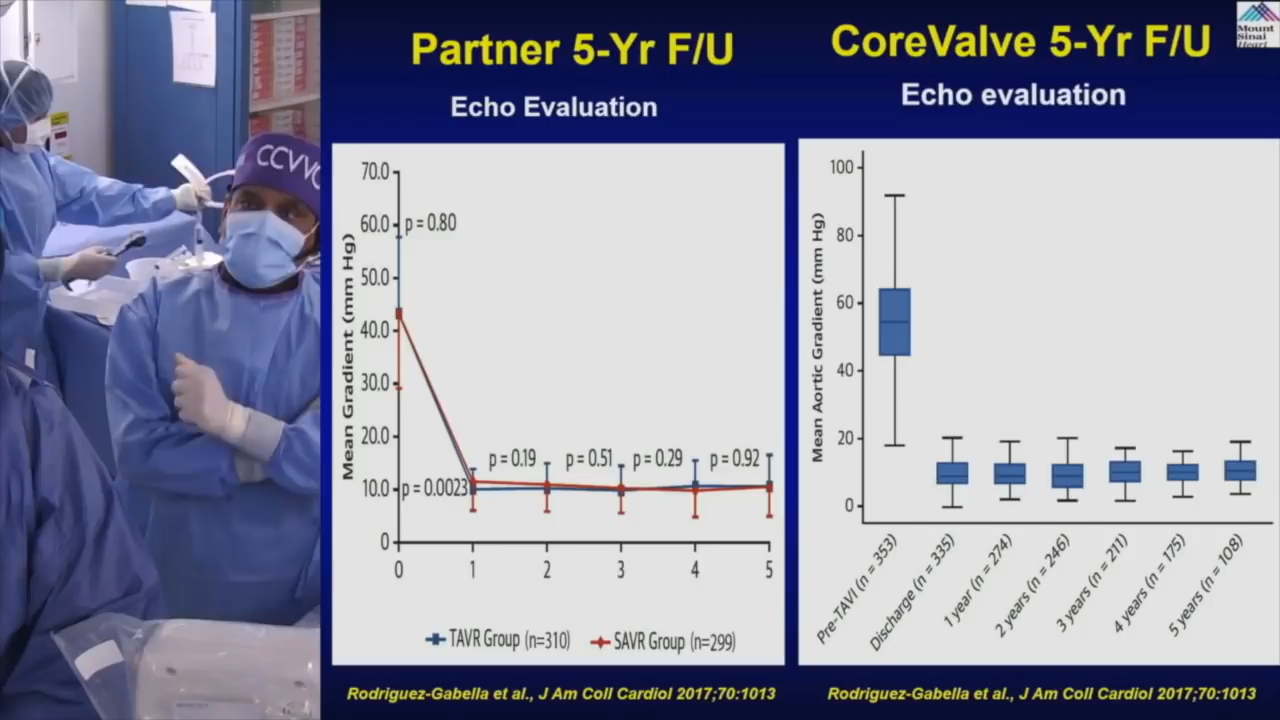 CCVVC
Partner 5-Yr F/U
Echo Evaluation
Mean Gradient (mm Hg)
70.0
60.0
50.0
40.0
30.0
20.0
10.0
0
p = 0.80
p = 0.0023
p = 0.19
p = 0.51
p = 0.29
p = 0.92
0 1 2 3 4 5
TAVR Group (n=310) SAVR Group (n=299)
Rodriguez-Gabella et al., J Am Coll Cardiol 2017;70:1013
CoreValve 5-Yr F/U
Mount
Sinai
Heart
Echo evaluation
Mean Aortic Gradient (mm Hg)
100
80
60
40
20
0
Pre-TAVI (n = 353)
Discharge (n = 335)
1 year (n = 274)
2 years (n = 246)
3 years (n = 211)
4 years (n = 175)
5 years (n = 108)
Rodriguez-Gabella et al., J Am Coll Cardiol 2017;70:1013